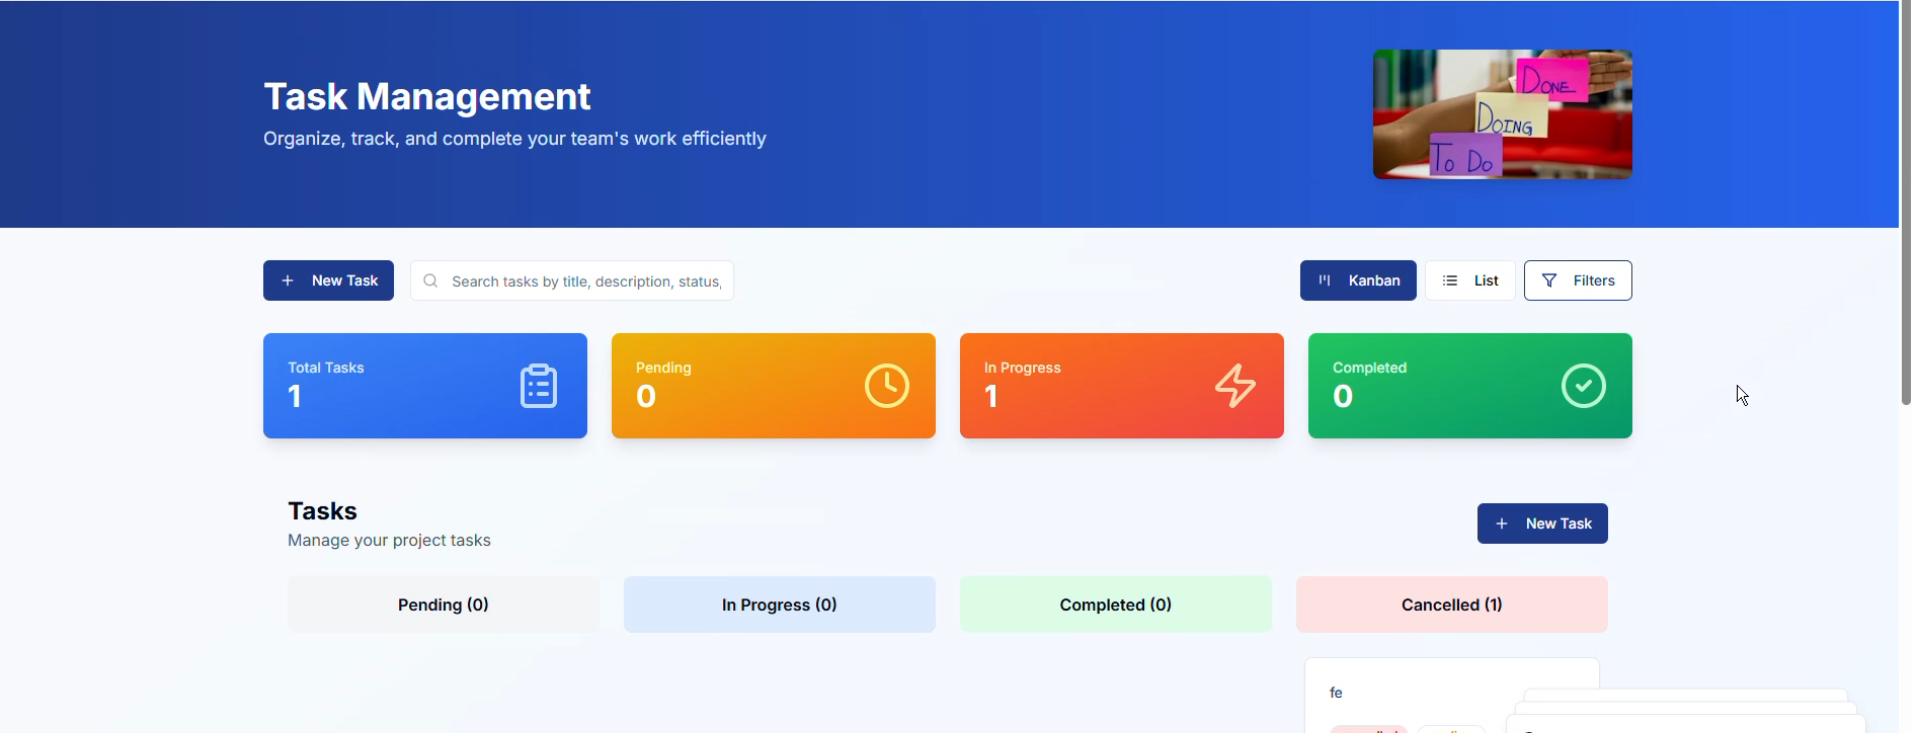 Task Management
Organize, track, and complete your team's work efficiently
DONE
DOING
To Do
New Task
Search tasks by title, description, status,
Kanban
List
Filters
Total Tasks
1
Pending
0
In Progress
1
Completed
0
Tasks
Manage your project tasks
New Task
Pending (0)
In Progress (0)
Completed (0)
Cancelled (1)
fe